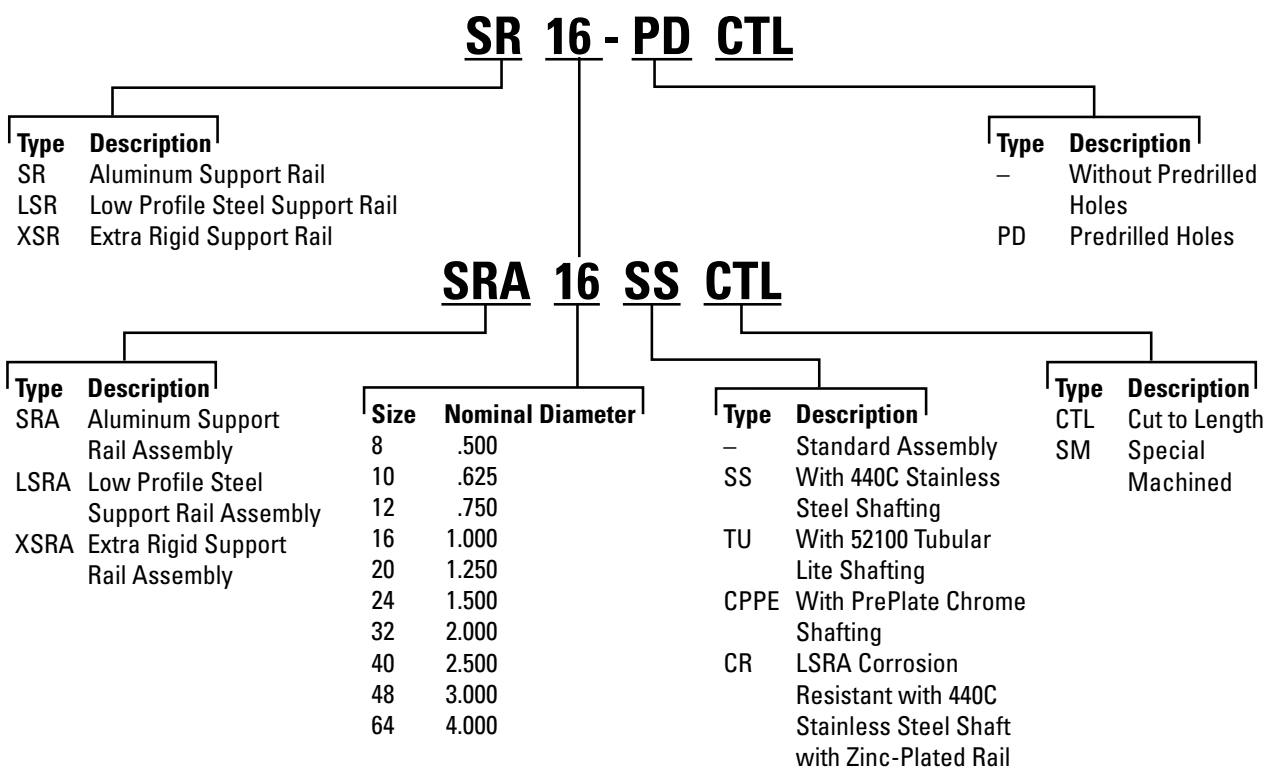 SR 16 - PD CTL
Type Description
SR Aluminum Support Rail
LSR Low Profile Steel Support Rail
XSR Extra Rigid Support Rail
Type Description
– Without Predrilled
Holes
PD Predrilled Holes
SRA 16 SS CTL
Type Description
SRA Aluminum Support
Rail Assembly
LSRA Low Profile Steel
Support Rail Assembly
XSRA Extra Rigid Support
Rail Assembly
Size Nominal Diameter
8 .500
10 .625
12 .750
16 1.000
20 1.250
24 1.500
32 2.000
40 2.500
48 3.000
64 4.000
Type Description
– Standard Assembly
SS With 440C Stainless
Steel Shafting
TU With 52100 Tubular
Lite Shafting
CPPE With PrePlate Chrome
Shafting
CR LSRA Corrosion
Resistant with 440C
Stainless Steel Shaft
with Zinc-Plated Rail
Type Description
CTL Cut to Length
SM Special
Machined